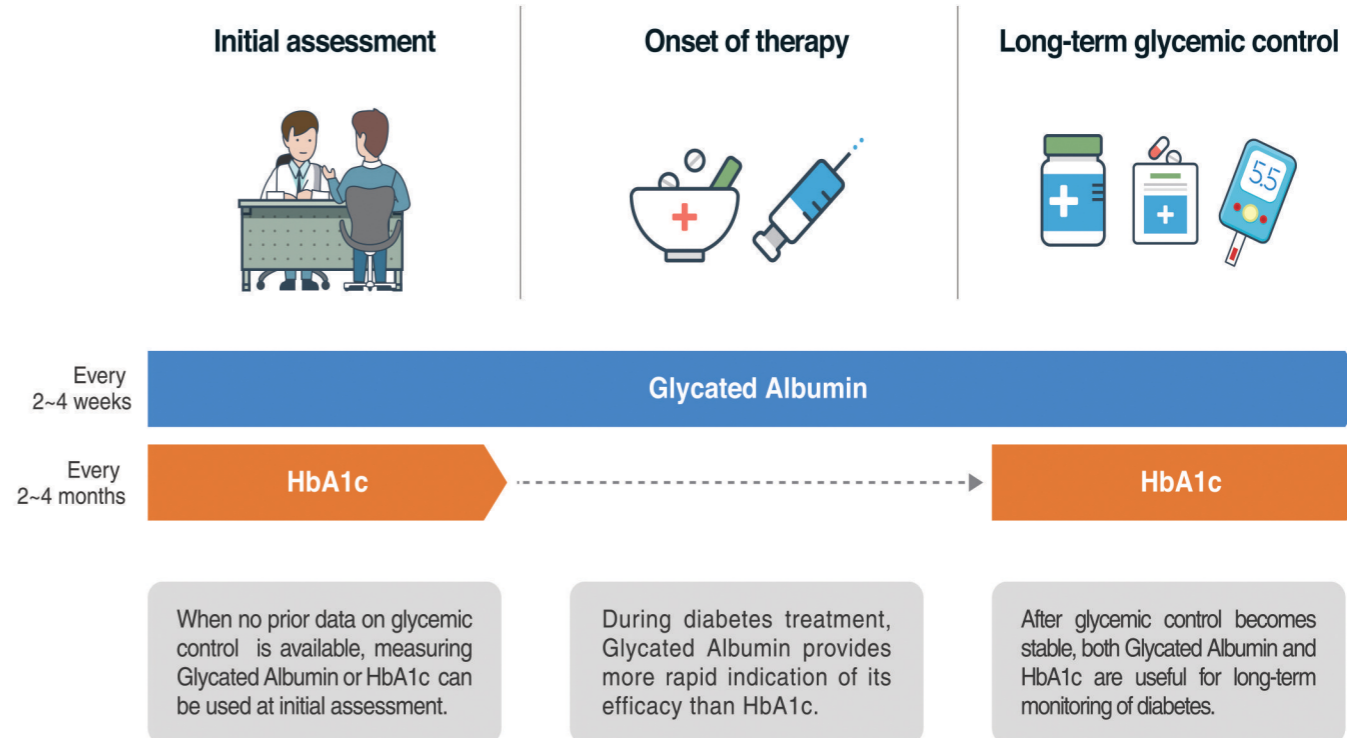 Initial assessment
Onset of therapy
Long-term glycemic control
5.5
Every
2~4 weeks
Glycated Albumin
Every
2~4 months
HbA1c
HbA1c
When no prior data on glycemic
control is available, measuring
Glycated Albumin or HbA1c can
be used at initial assessment.
During diabetes treatment,
Glycated Albumin provides
more rapid indication of its
efficacy than HbA1c.
After glycemic control becomes
stable, both Glycated Albumin and
HbA1c are useful for long-term
monitoring of diabetes.